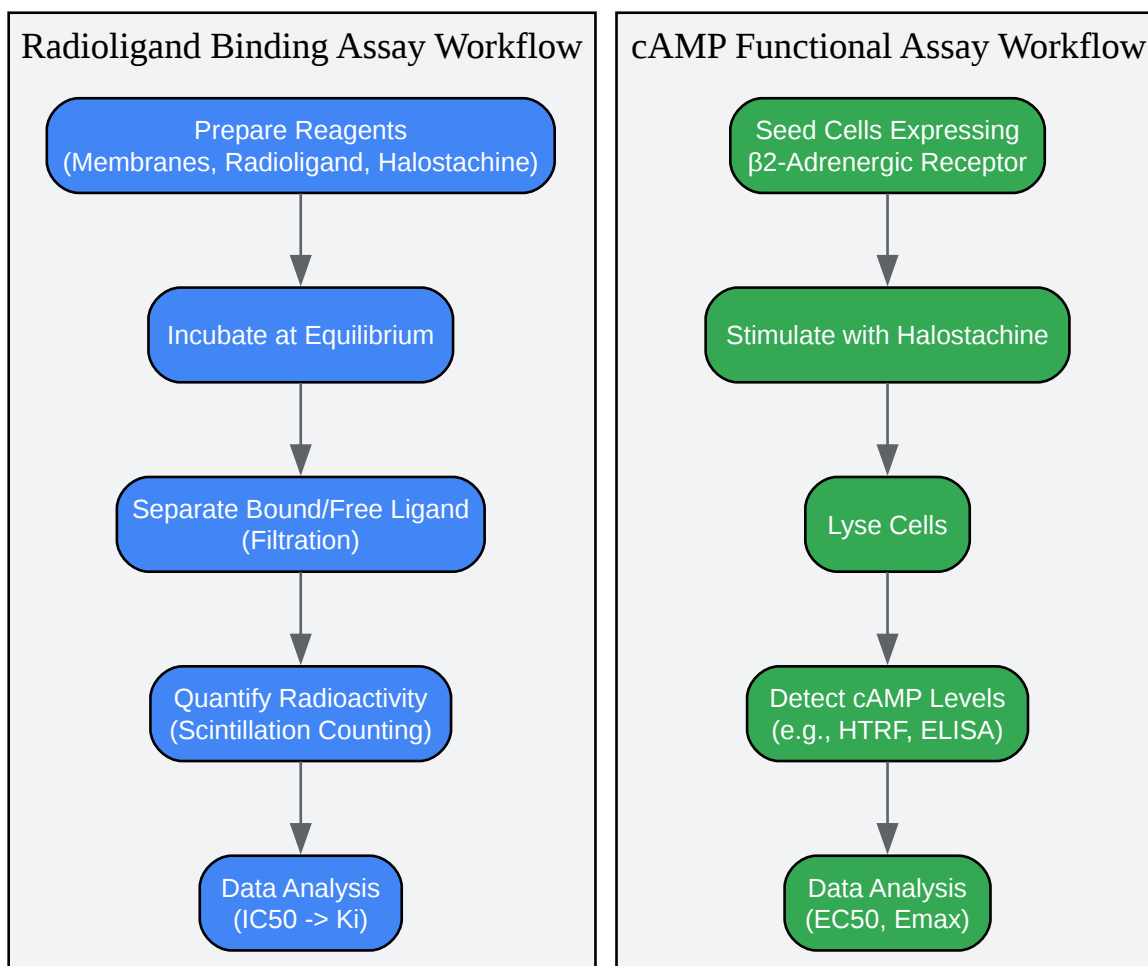 Radioligand Binding Assay Workflow
Prepare Reagents
(Membranes, Radioligand, Halostachine)
Incubate at Equilibrium
Separate Bound/Free Ligand
(Filtration)
Quantify Radioactivity
(Scintillation Counting)
Data Analysis
(IC50 -> Ki)
cAMP Functional Assay Workflow
Seed Cells Expressing
β2-Adrenergic Receptor
Stimulate with Halostachine
Lyse Cells
Detect cAMP Levels
(e.g., HTRF, ELISA)
Data Analysis
(EC50, Emax)